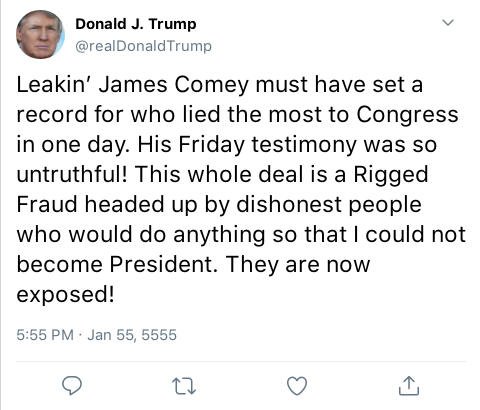 Donald J. Trump
@realDonaldTrump
Leakin’ James Comey must have set a
record for who lied the most to Congress
in one day. His Friday testimony was so
untruthful! This whole deal is a Rigged
Fraud headed up by dishonest people
who would do anything so that I could not
become President. They are now
exposed!
5:55 PM · Jan 55, 5555